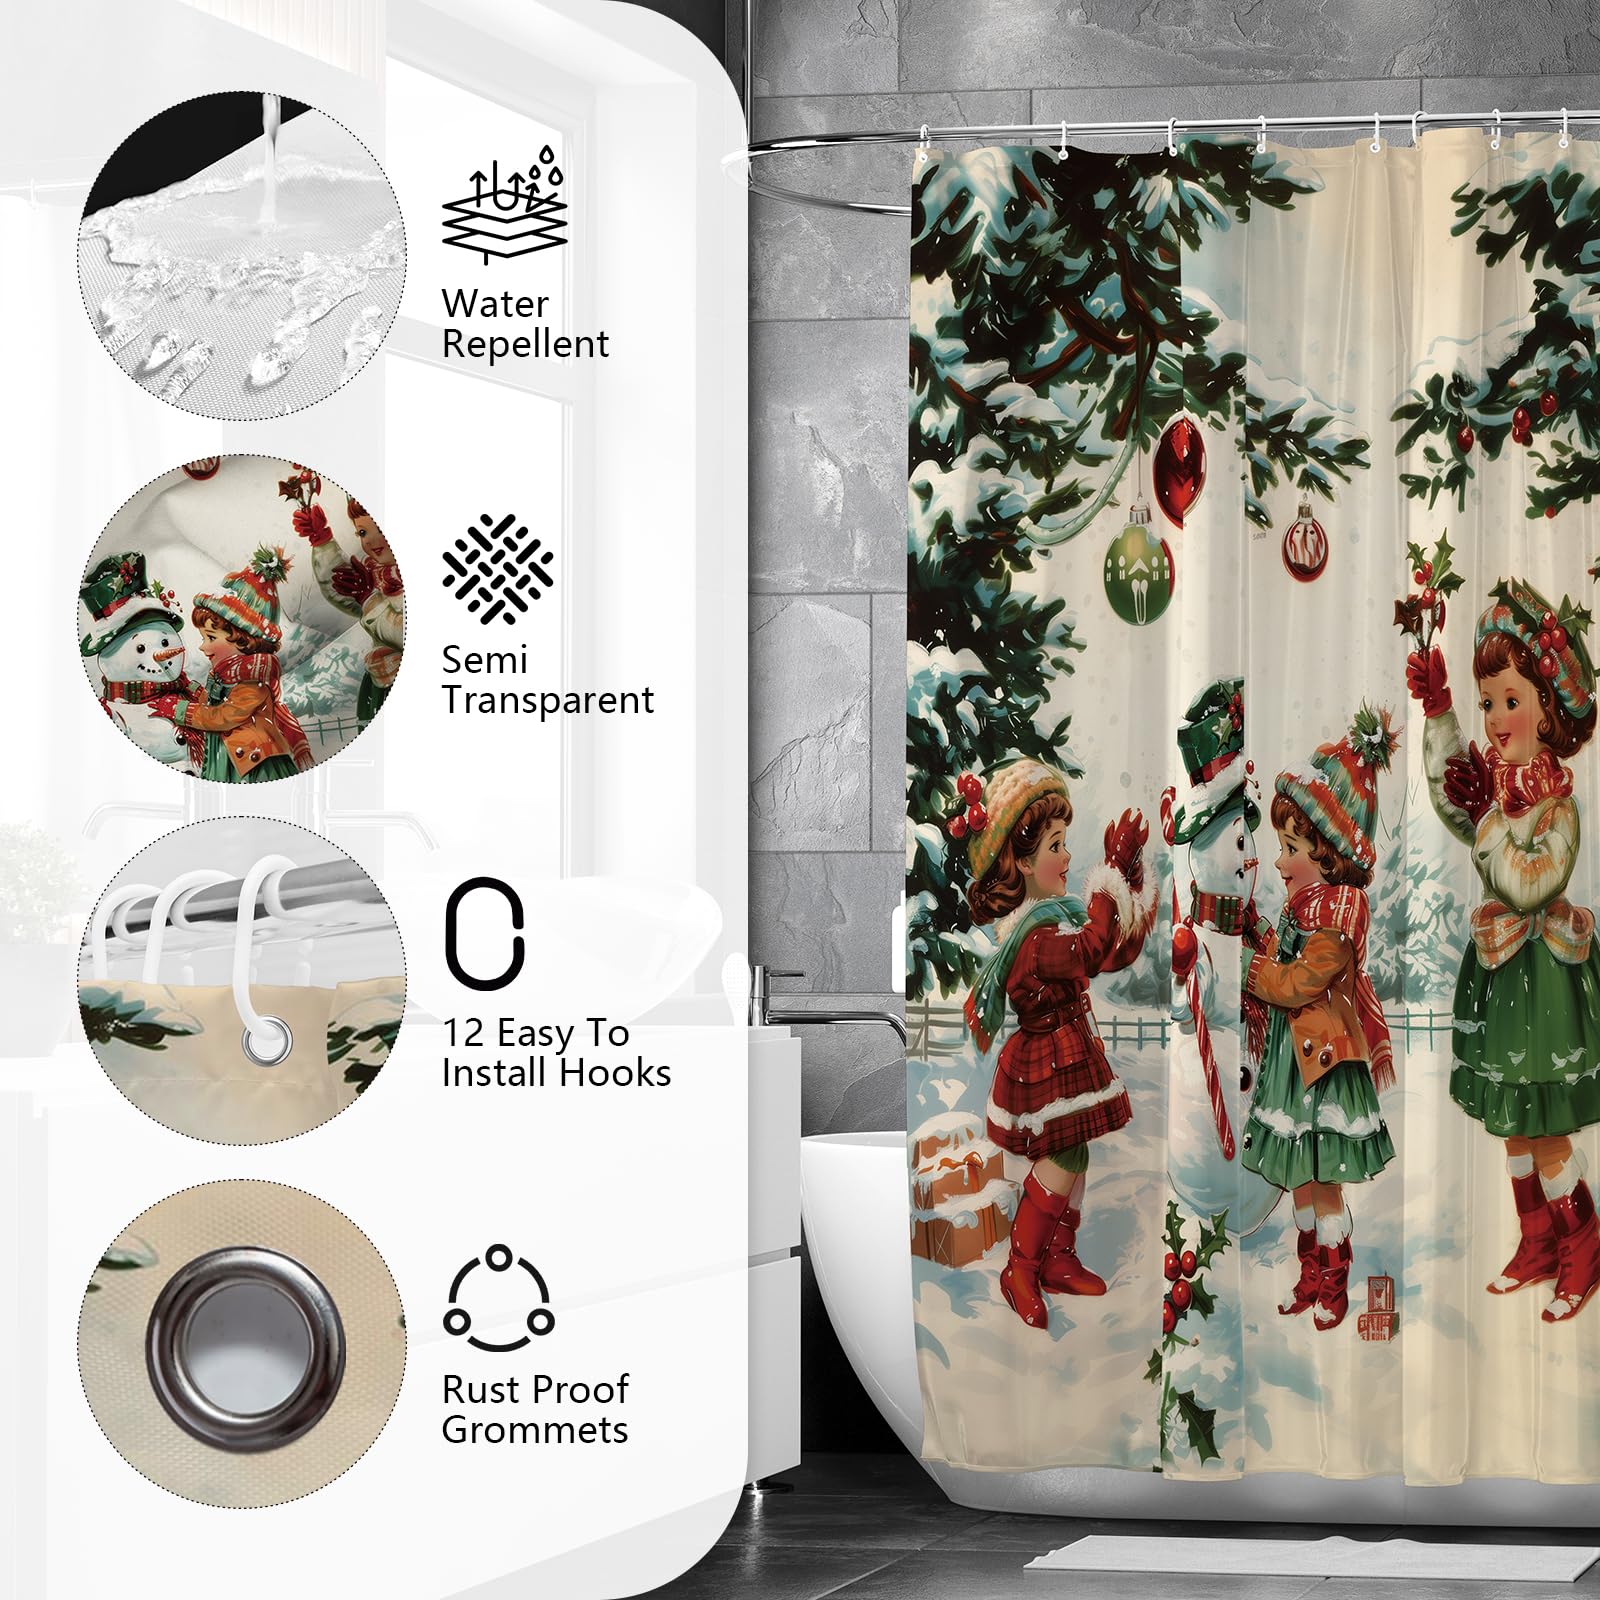 Water
Repellent
Semi
Transparent
12 Easy To
Install Hooks
Rust Proof
Grommets